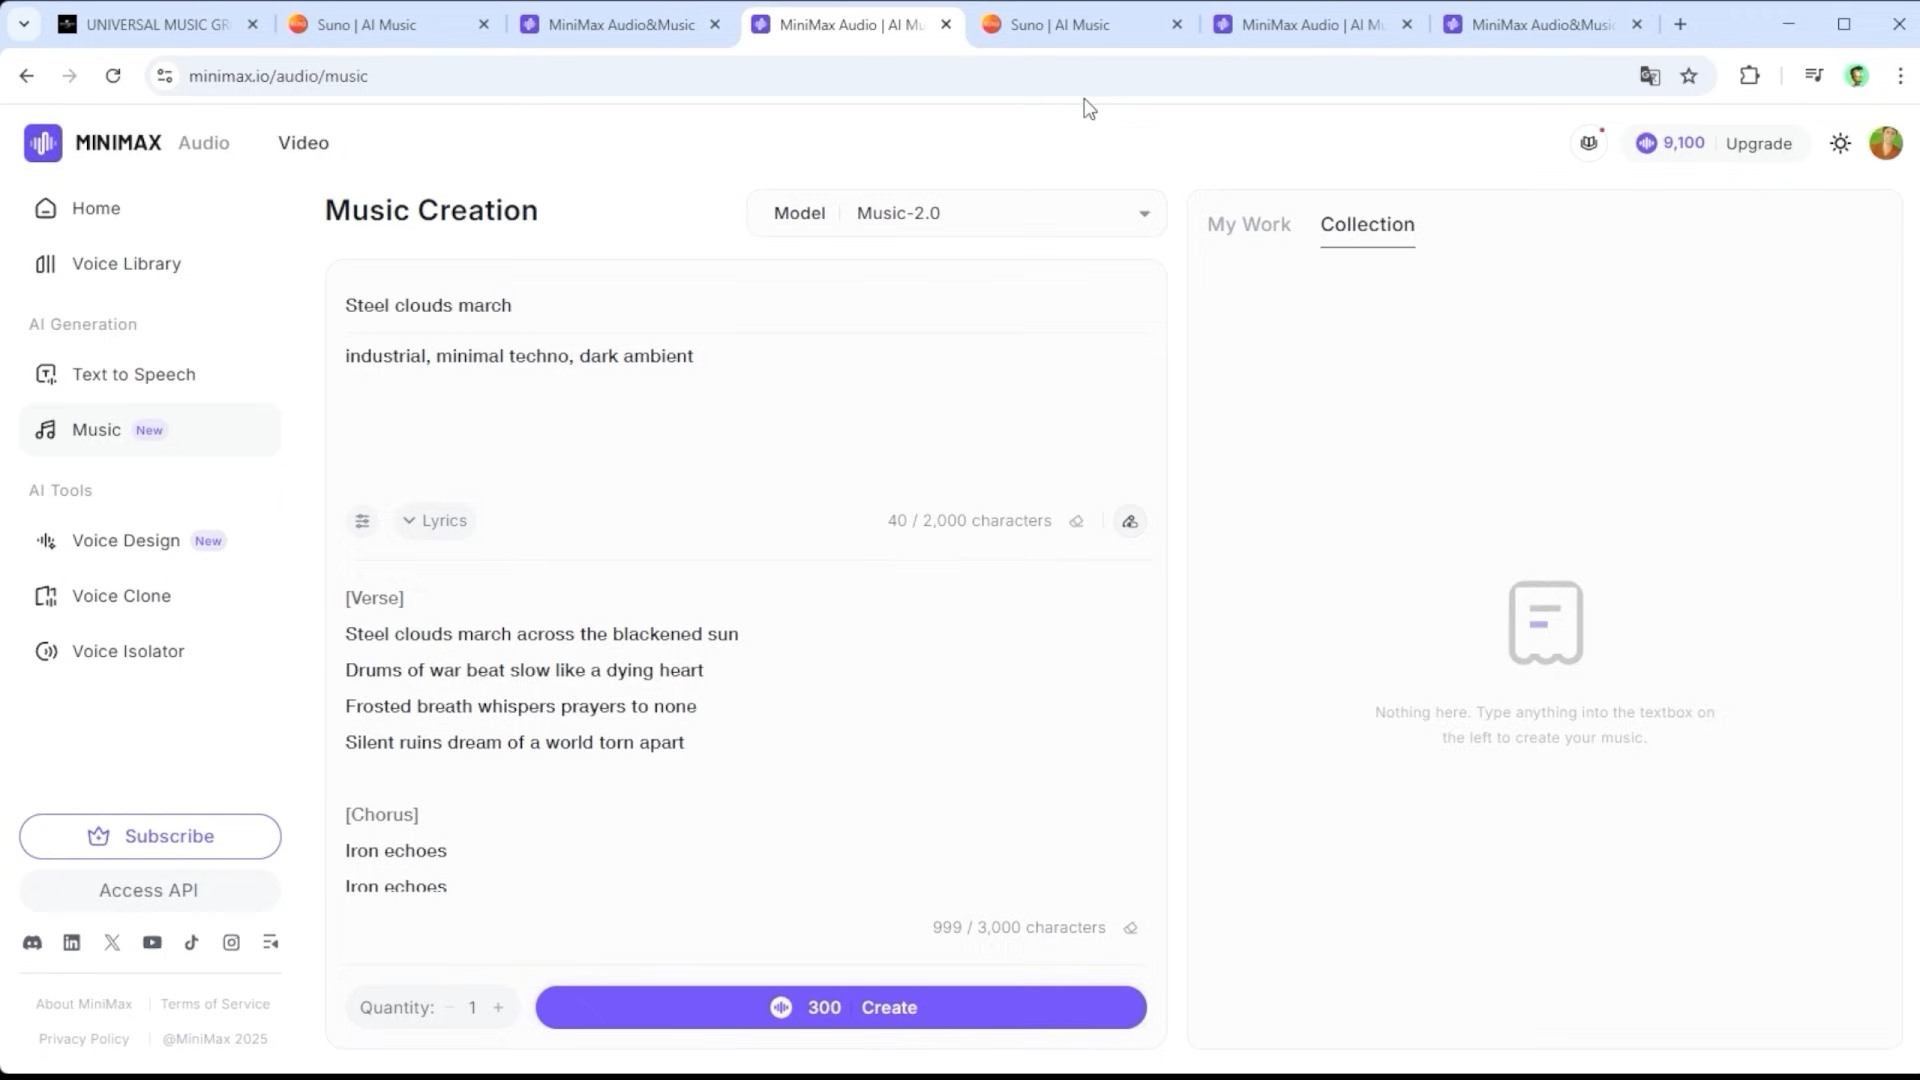 UNIVERSAL MUSIC GR
Suno | AI Music
MiniMax Audio&Music
MiniMax Audio | AI Mu
Suno | AI Music
MiniMax Audio | AI Mu
MiniMax Audio&Music
minimax.io/audio/music
MINIMAX Audio
Video
9,100
Upgrade
Home
Voice Library
AI Generation
Text to Speech
Music New
AI Tools
Voice Design New
Voice Clone
Voice Isolator
Subscribe
Access API
About MiniMax
Terms of Service
Privacy Policy
@MiniMax 2025
Music Creation
Model Music-2.0
Steel clouds march
industrial, minimal techno, dark ambient
Lyrics
40 / 2,000 characters
[Verse]
Steel clouds march across the blackened sun
Drums of war beat slow like a dying heart
Frosted breath whispers prayers to none
Silent ruins dream of a world torn apart
[Chorus]
Iron echoes
Iron echoes
999 / 3,000 characters
Quantity: - 1 +
300 Create
My Work
Collection
Nothing here. Type anything into the textbox on
the left to create your music.